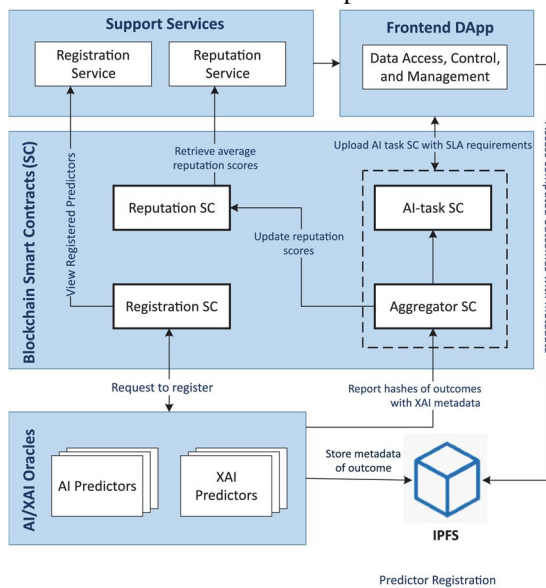 Support Services
Frontend DApp
Registration
Service
Reputation
Service
Data Access, Control,
and Management
Blockchain Smart Contracts (SC)
View Registered Predictors
Retrieve average
reputation scores
Upload AI task SC with SLA requirements
Reputation SC
AI-task SC
Update reputation
scores
Registration SC
Aggregator SC
Request to register
Report hashes of outcomes
with XAI metadata
AI/XAI Oracles
AI Predictors
XAI
Predictors
Store metadata
of outcome
IPFS
Predictor Registration